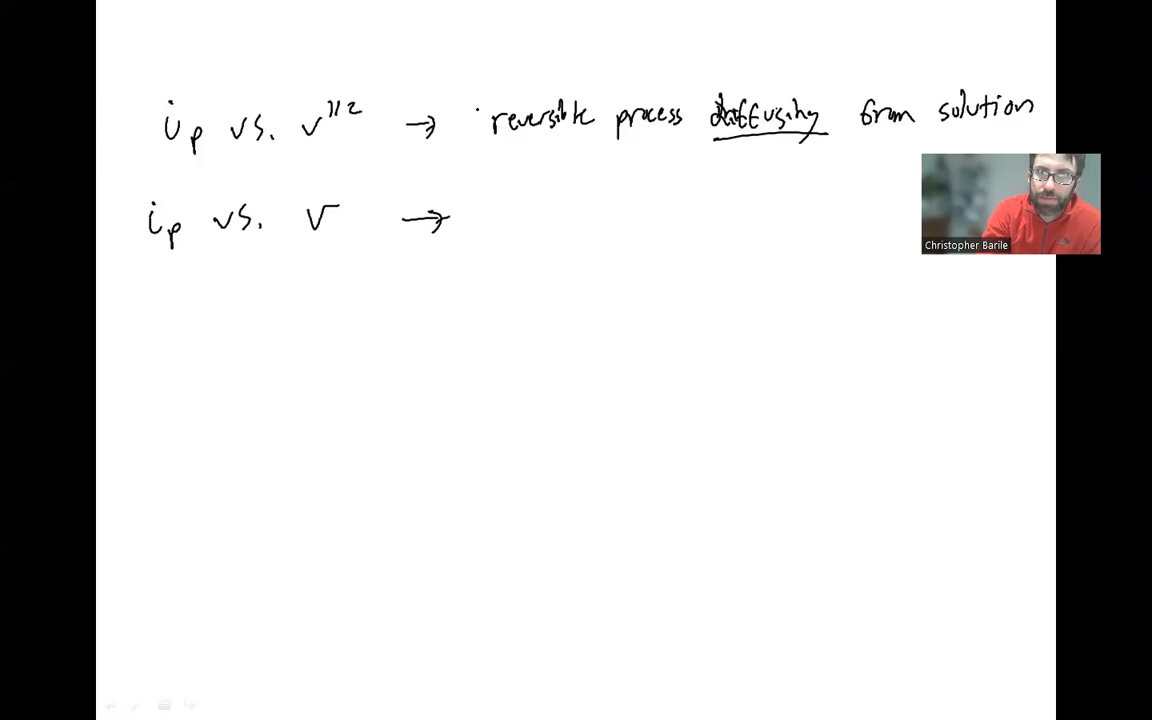 ip vs. v^1/2 → reversible process diffusing from solution
ip vs. v →
Christopher Barile